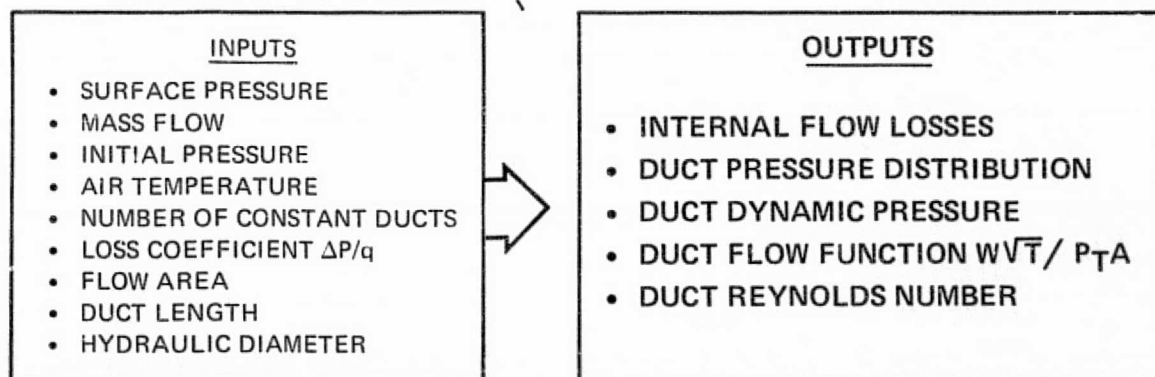 INPUTS
• SURFACE PRESSURE
• MASS FLOW
• INITIAL PRESSURE
• AIR TEMPERATURE
• NUMBER OF CONSTANT DUCTS
• LOSS COEFFICIENT ΔP/q
• FLOW AREA
• DUCT LENGTH
• HYDRAULIC DIAMETER
OUTPUTS
• INTERNAL FLOW LOSSES
• DUCT PRESSURE DISTRIBUTION
• DUCT DYNAMIC PRESSURE
• DUCT FLOW FUNCTION W√T/ PTA
• DUCT REYNOLDS NUMBER